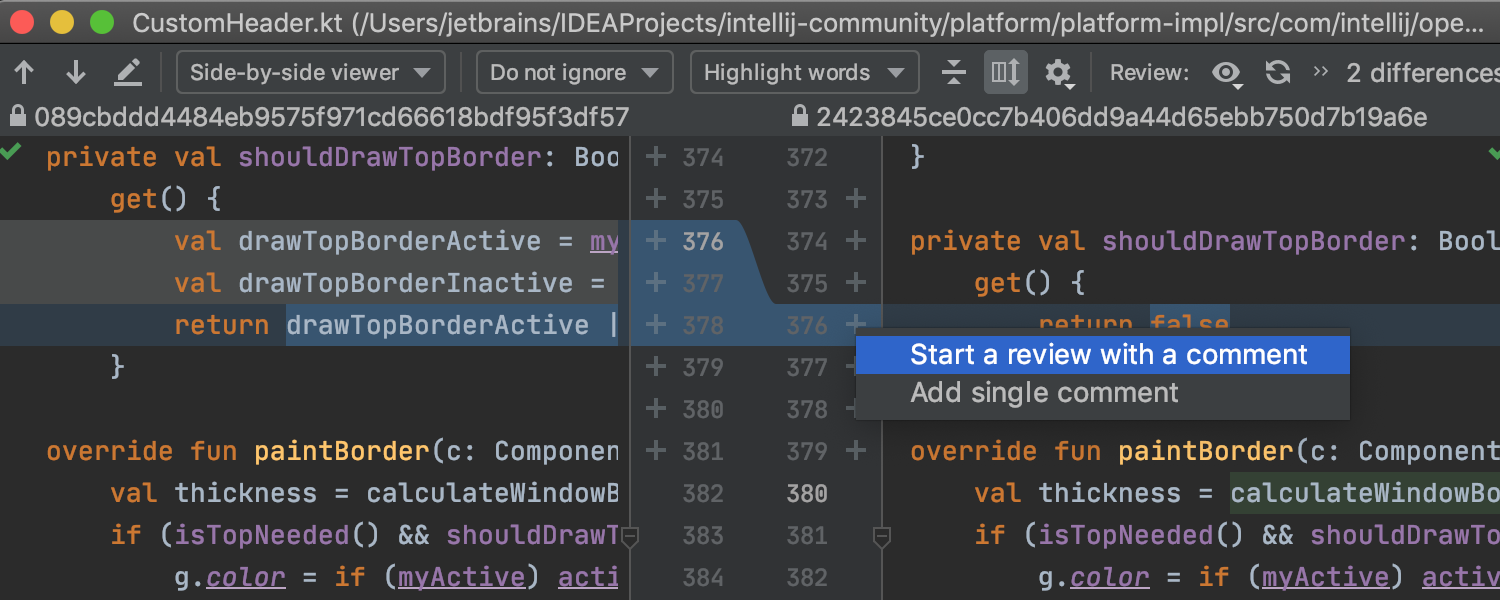 CustomHeader.kt (/Users/jetbrains/IDEAProjects/intellij-community/platform/platform-impl/src/com/intellij/ope...
Side-by-side viewer Do not ignore Highlight words Review: >> 2 differences
089cbddd4484eb9575f971cd66618bdf95f3df57 2423845ce0cc7b406dd9a44d65ebb750d7b19a6e
private val shouldDrawTopBorder: Boo + 374 372 }
get() { + 375 373 +
val drawTopBorderActive = my + 376 374 + private val shouldDrawTopBorder: Bool
val drawTopBorderInactive = + 377 375 + get() {
return drawTopBorderActive | + 378 376 + return false
} + 379 377 Start a review with a comment
+ 380 378 Add single comment
override fun paintBorder(c: Componen + 381 379 + override fun paintBorder(c: Component
val thickness = calculateWindowB 382 380 val thickness = calculateWindowBo
if (isTopNeeded() && shouldDrawT 383 381 if (isTopNeeded() && shouldDrawTo
g.color = if (myActive) acti 384 382 g.color = if (myActive) activ